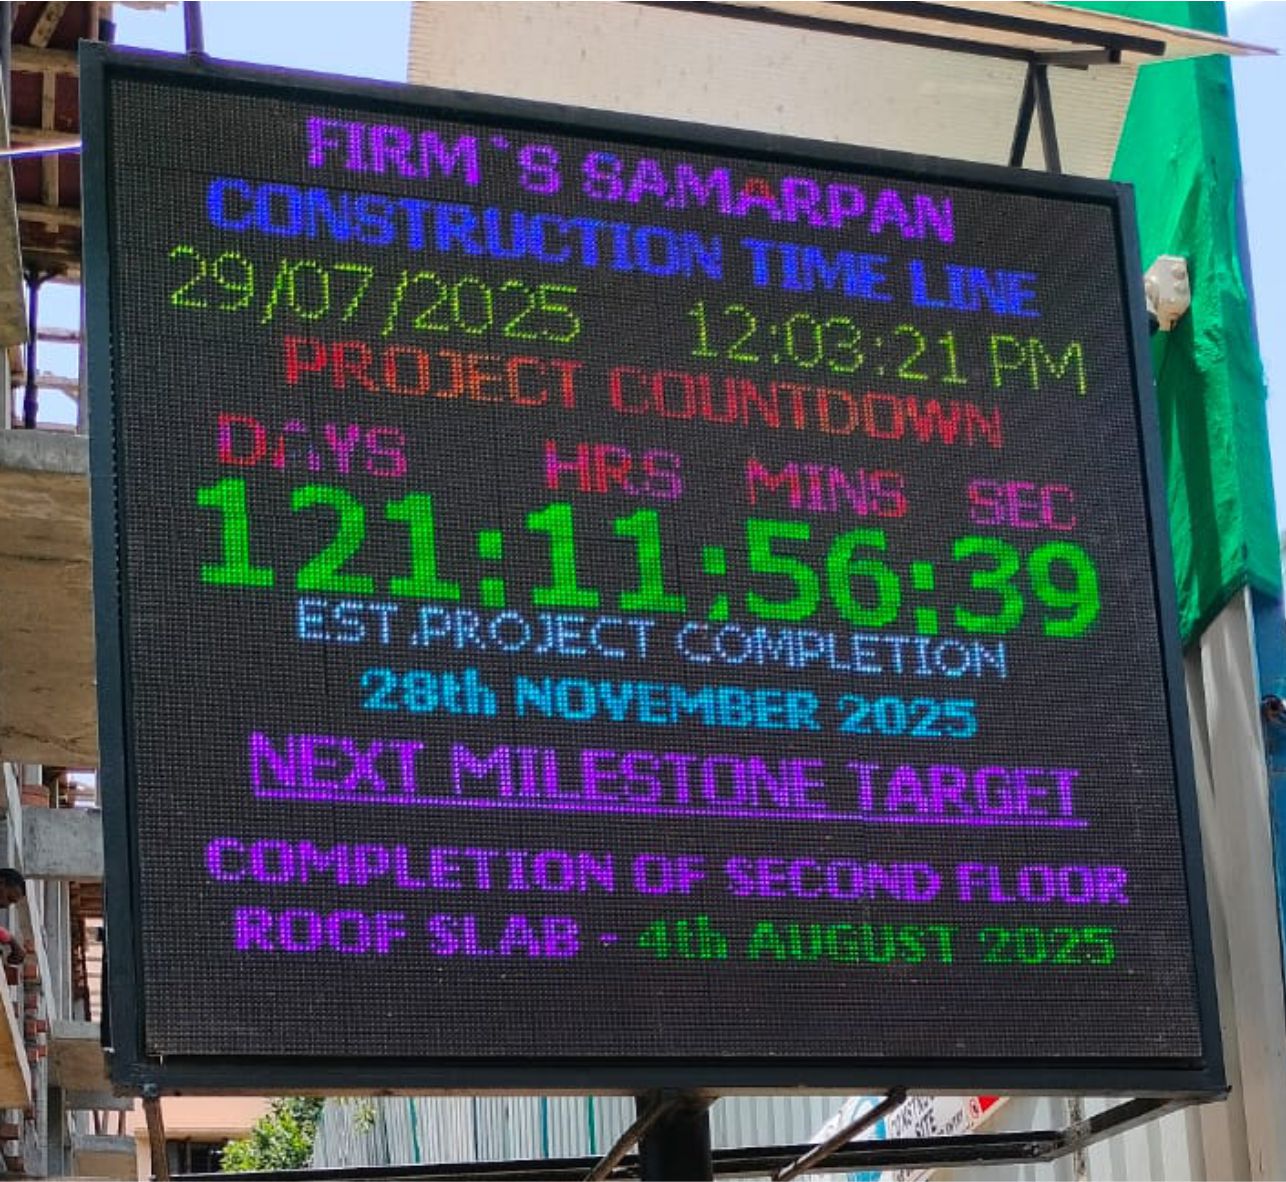 FIRM`S SAMARPAN
CONSTRUCTION TIME LINE
29/07/2025 12:03:21 PM
PROJECT COUNTDOWN
DAYS HRS MINS SEC
121:11:56:39
EST.PROJECT COMPLETION
28th NOVEMBER 2025
NEXT MILESTONE TARGET
COMPLETION OF SECOND FLOOR
ROOF SLAB - 4th AUGUST 2025
SITE